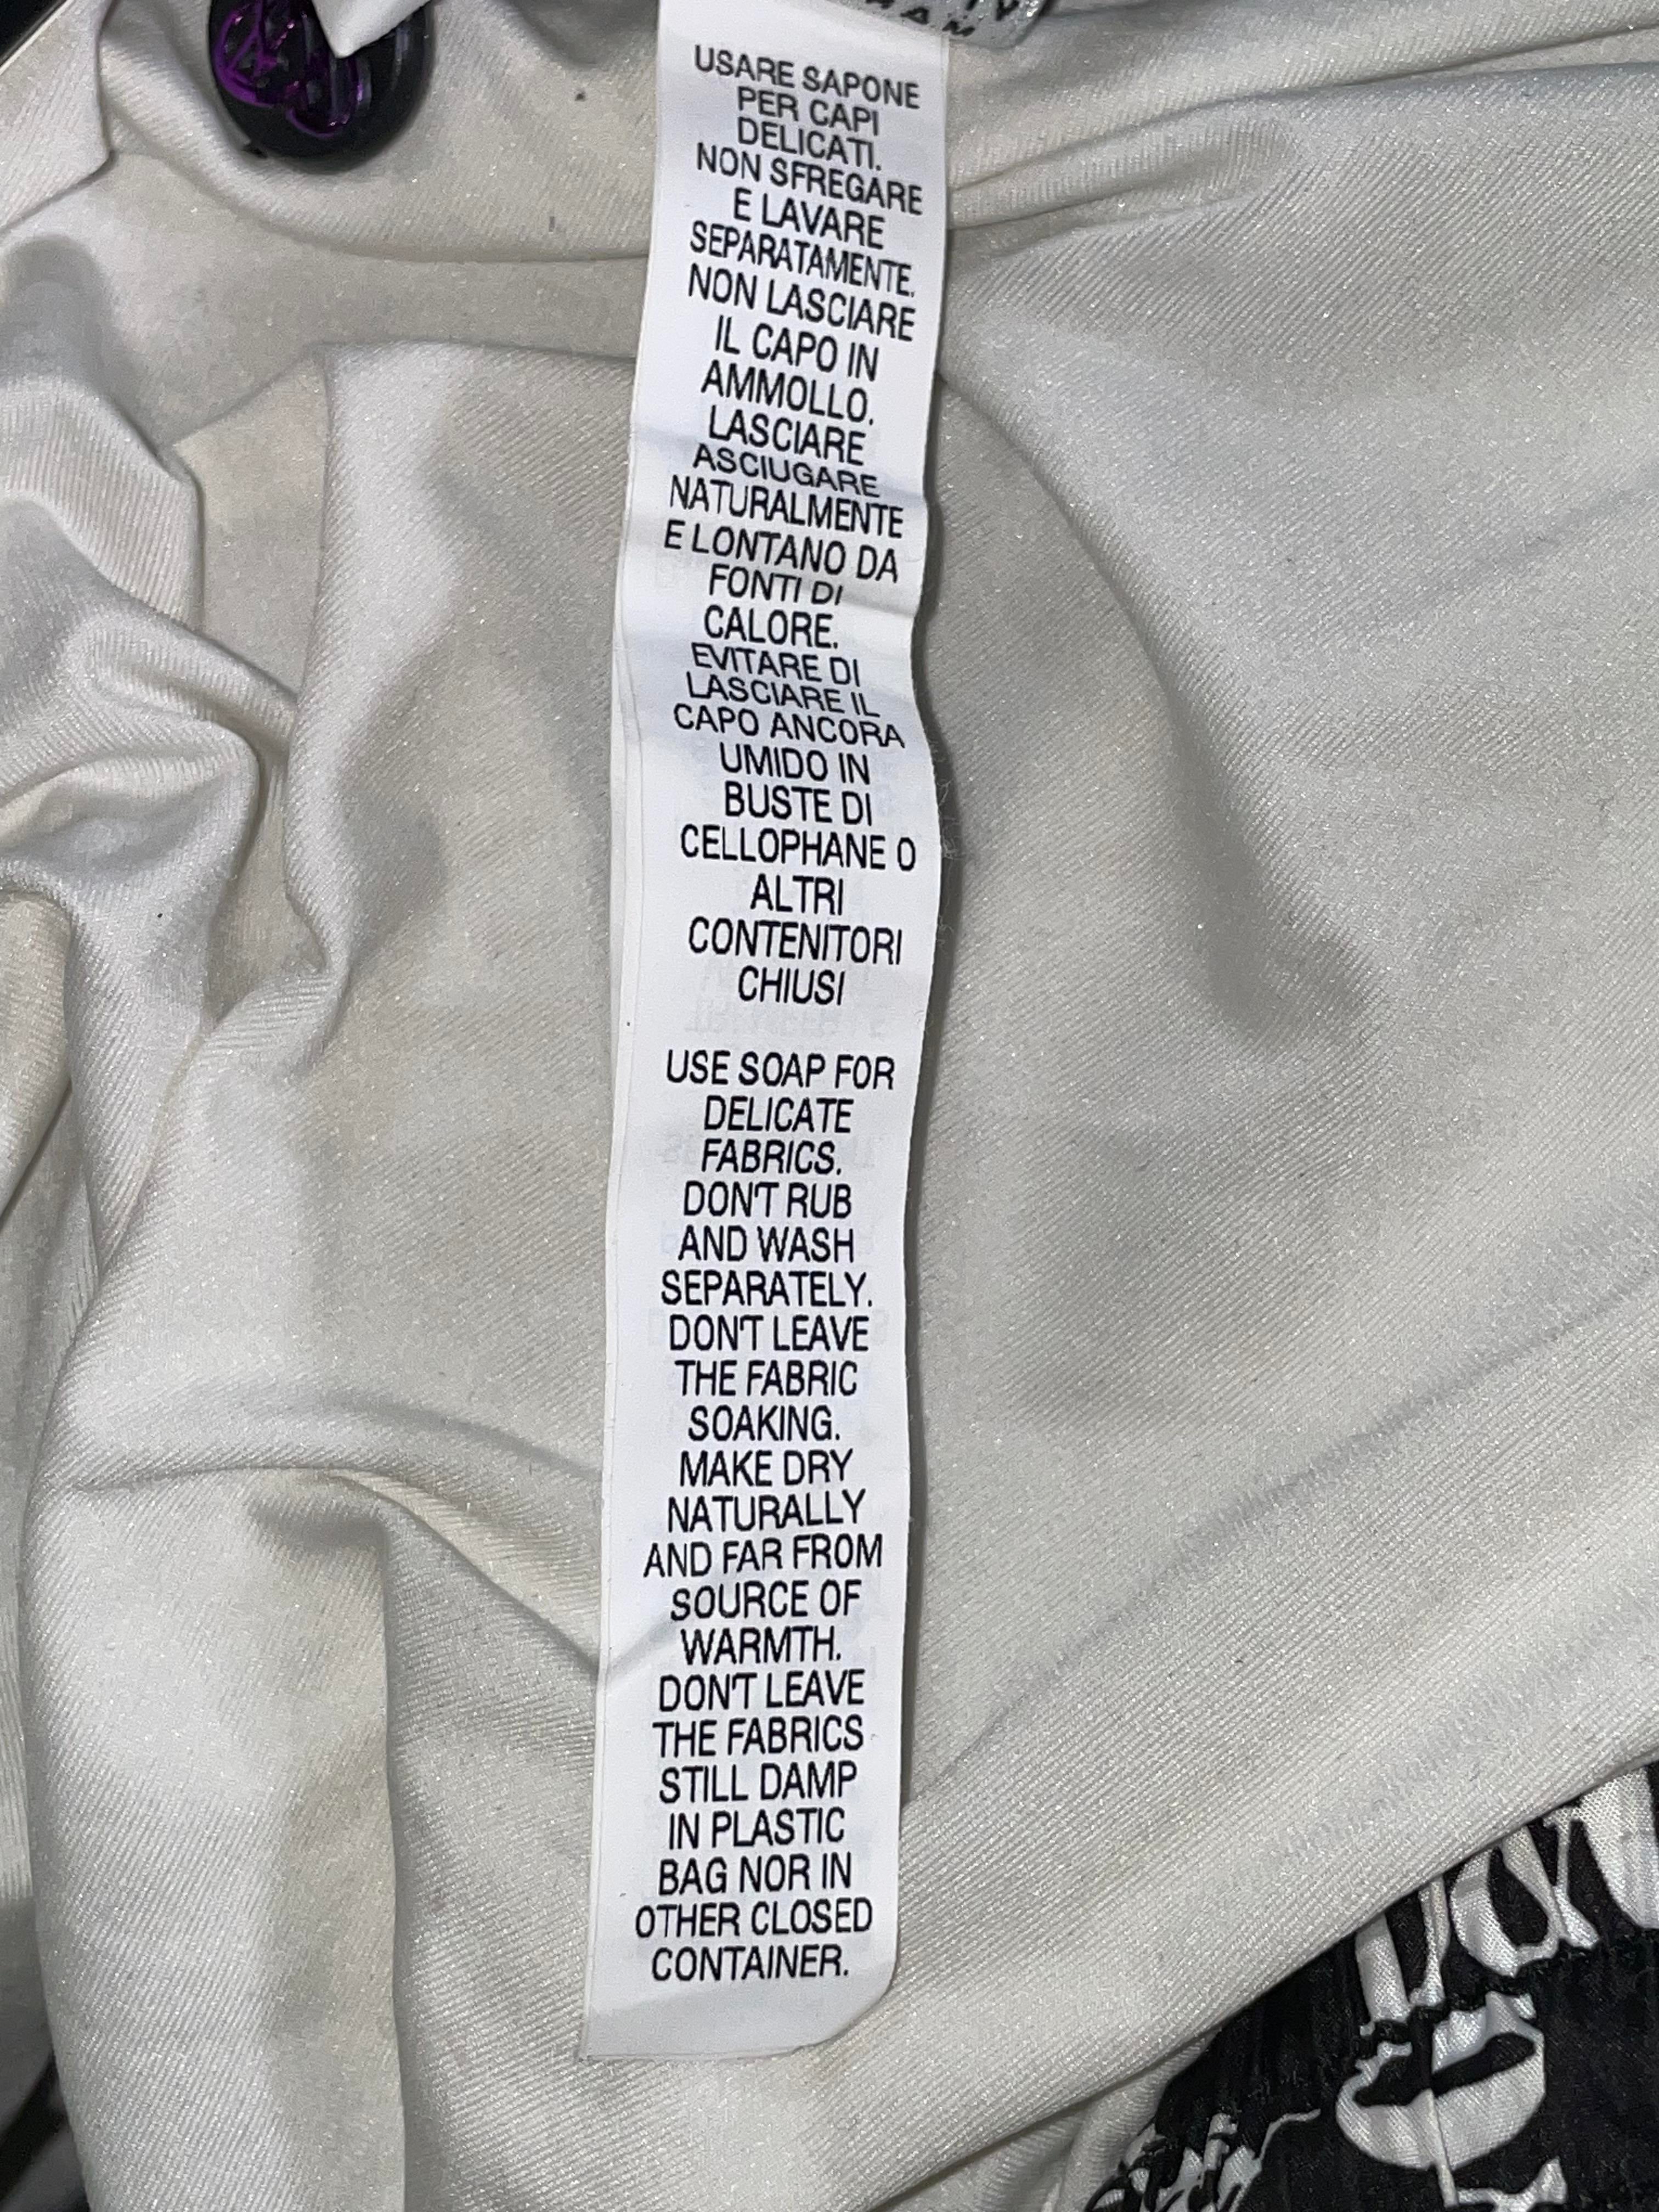 USARE SAPONE
PER CAPI
DELICATI.
NON SFREGARE
E LAVARE
SEPARATAMENTE.
NON LASCIARE
IL CAPO IN
AMMOLLO.
LASCIARE
ASCIUGARE
NATURALMENTE
E LONTANO DA
FONTI DI
CALORE.
EVITARE DI
LASCIARE IL
CAPO ANCORA
UMIDO IN
BUSTE DI
CELLOPHANE O
ALTRI
CONTENITORI
CHIUSI
USE SOAP FOR
DELICATE
FABRICS.
DON'T RUB
AND WASH
SEPARATELY.
DON'T LEAVE
THE FABRIC
SOAKING.
MAKE DRY
NATURALLY
AND FAR FROM
SOURCE OF
WARMTH.
DON'T LEAVE
THE FABRICS
STILL DAMP
IN PLASTIC
BAG NOR IN
OTHER CLOSED
CONTAINER.